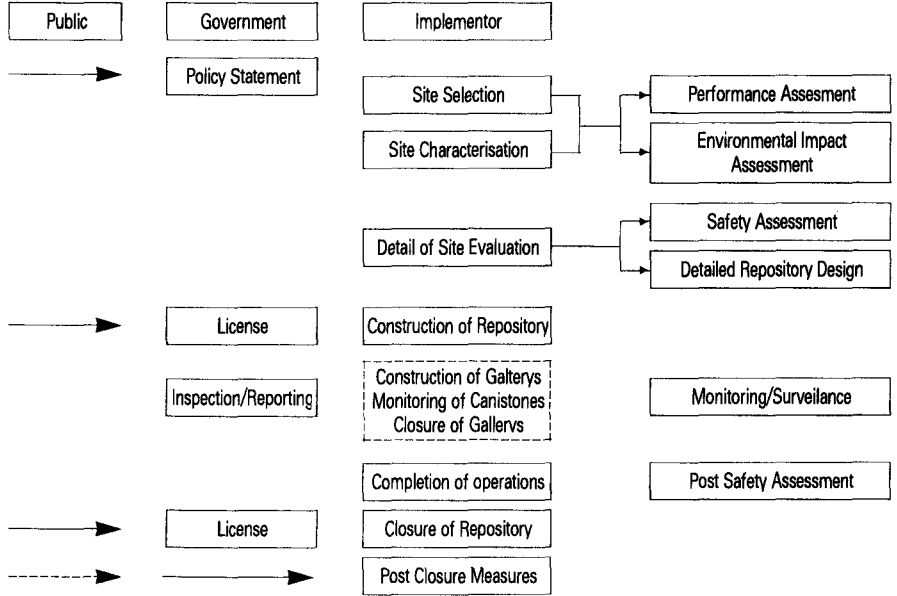 Public
Government
Implementor
Policy Statement
Site Selection
Performance Assesment
Site Characterisation
Environmental Impact
Assessment
Detail of Site Evaluation
Safety Assessment
Detailed Repository Design
License
Construction of Repository
Inspection/Reporting
Construction of Galterys
Monitoring of Canistones
Closure of Gallervs
Monitoring/Surveilance
Completion of operations
Post Safety Assessment
License
Closure of Repository
Post Closure Measures